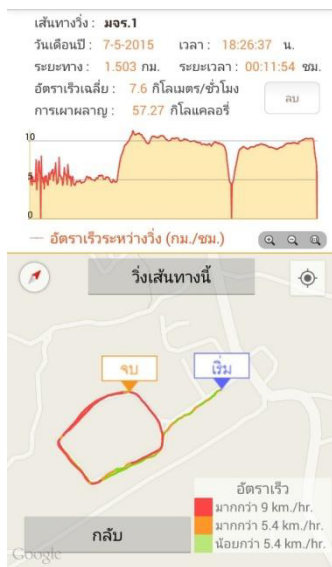 เส้นทางวิ่ง : มจร.1
วันเดือนปี : 7-5-2015 เวลา : 18:26:37 น.
ระยะทาง : 1.503 กม. ระยะเวลา : 00:11:54 ชม.
อัตราเร็วเฉลี่ย : 7.6 กิโลเมตร/ชั่วโมง
การเผาผลาญ : 57.27 กิโลแคลอรี่
ลบ
10
5
0
อัตราเร็วระหว่างวิ่ง (กม./ชม.)
วิ่งเส้นทางนี้
จบ
เริ่ม
อัตราเร็ว
มากกว่า 9 km./hr.
มากกว่า 5.4 km./hr.
น้อยกว่า 5.4 km./hr.
กลับ
Google